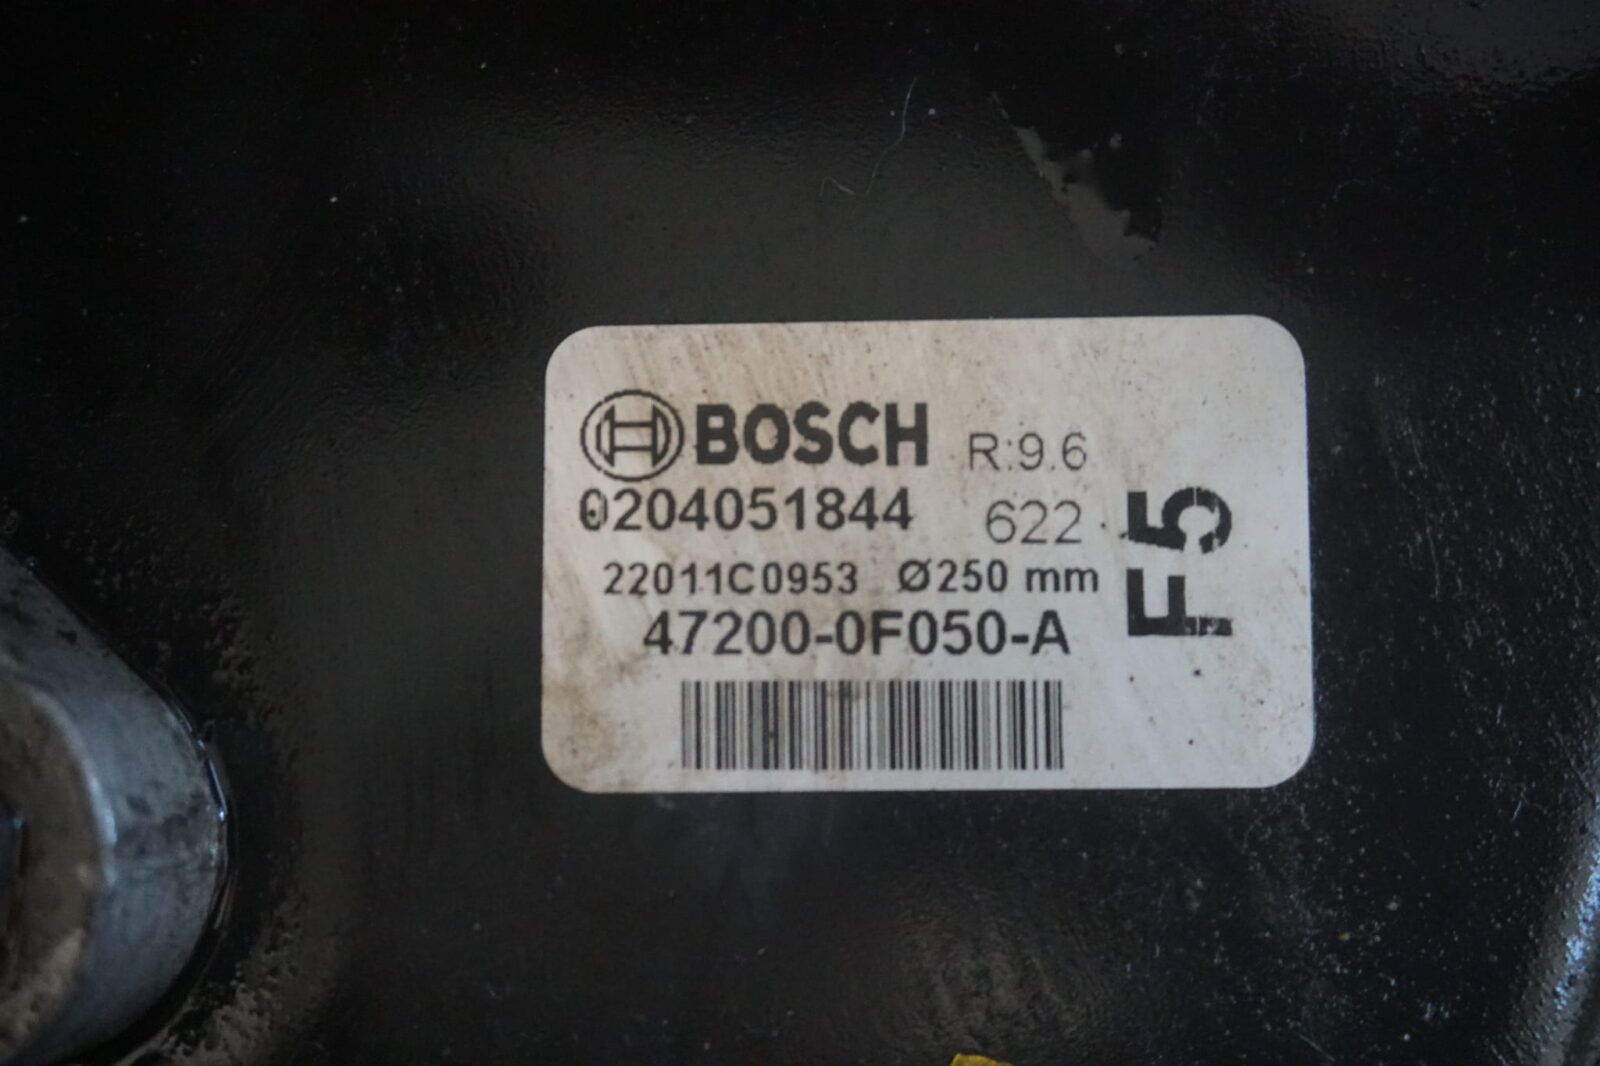 BOSCH R:9.6
0204051844 622
22011C0953 Ø250 mm
47200-0F050-A
F5